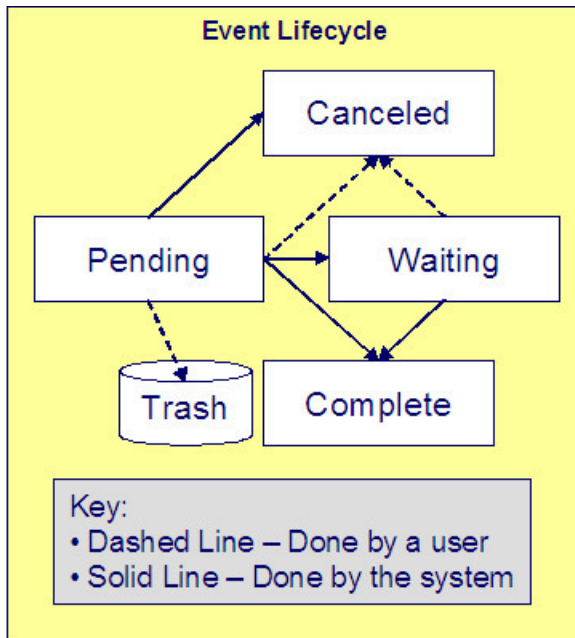 Event Lifecycle
Canceled
Pending
Waiting
Trash
Complete
Key:
• Dashed Line – Done by a user
• Solid Line – Done by the system